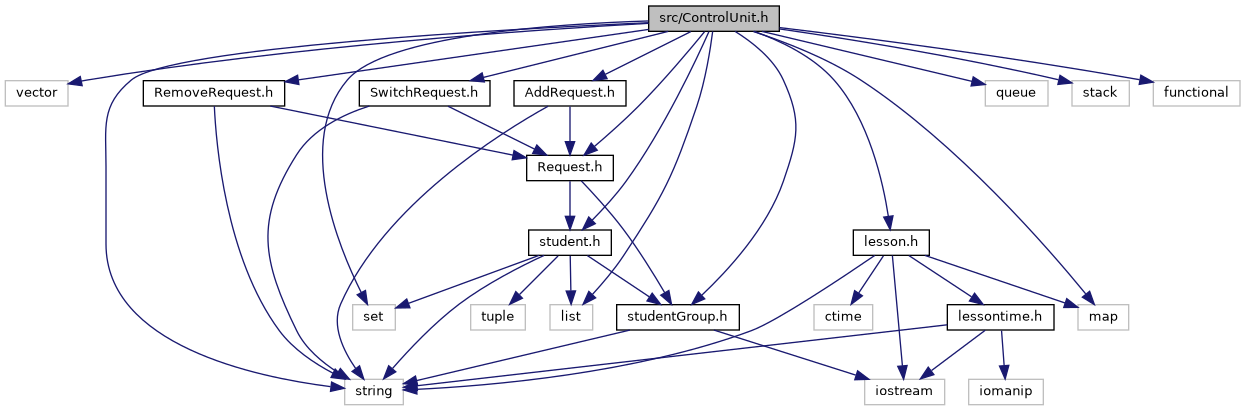 src/ControlUnit.h
vector
RemoveRequest.h
SwitchRequest.h
AddRequest.h
queue
stack
functional
Request.h
student.h
lesson.h
set
tuple
list
studentGroup.h
ctime
lessontime.h
map
string
iostream
iomanip